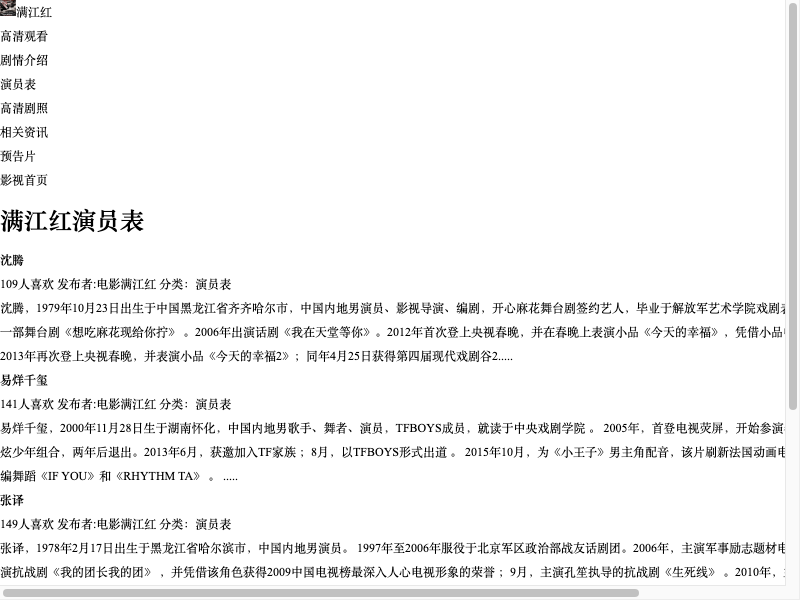 满江红
高清观看
剧情介绍
演员表
高清剧照
相关资讯
预告片
影视首页
满江红演员表
沈腾
109人喜欢 发布者:电影满江红 分类：演员表
沈腾，1979年10月23日出生于中国黑龙江省齐齐哈尔市，中国内地男演员、影视导演、编剧，开心麻花舞台剧签约艺人，毕业于解放军艺术学院戏剧
一部舞台剧《想吃麻花现给你拧》 。2006年出演话剧《我在天堂等你》。2012年首次登上央视春晚，并在春晚上表演小品《今天的幸福》，凭借小品
2013年再次登上央视春晚，并表演小品《今天的幸福2》；同年4月25日获得第四届现代戏剧谷2.....
易烊千玺
141人喜欢 发布者:电影满江红 分类：演员表
易烊千玺，2000年11月28日生于湖南怀化，中国内地男歌手、舞者、演员，TFBOYS成员，就读于中央戏剧学院 。 2005年，首登电视荧屏，开始参演
炫少年组合，两年后退出。2013年6月，获邀加入TF家族 ；8月，以TFBOYS形式出道 。 2015年10月，为《小王子》男主角配音，该片刷新法国动画电
编舞蹈《IF YOU》和《RHYTHM TA》 。 .....
张译
149人喜欢 发布者:电影满江红 分类：演员表
张译，1978年2月17日出生于黑龙江省哈尔滨市，中国内地男演员。 1997年至2006年服役于北京军区政治部战友话剧团。2006年，主演军事励志题材电
演抗战剧《我的团长我的团》 ，并凭借该角色获得2009中国电视榜最深入人心电视形象的荣誉 ；9月，主演孔笙执导的抗战剧《生死线》 。2010年，